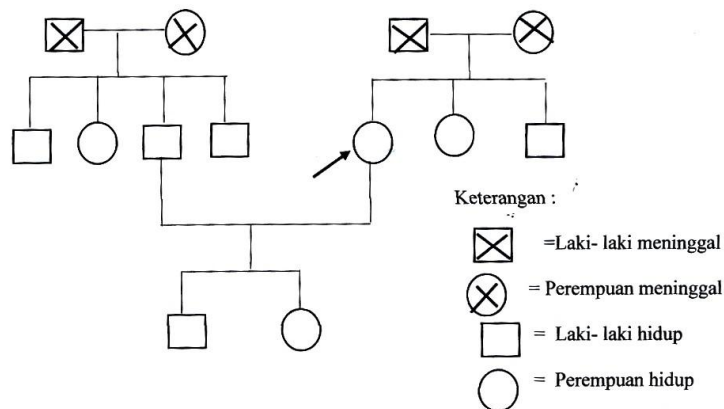 Keterangan :
=Laki- laki meninggal
= Perempuan meninggal
= Laki- laki hidup
= Perempuan hidup